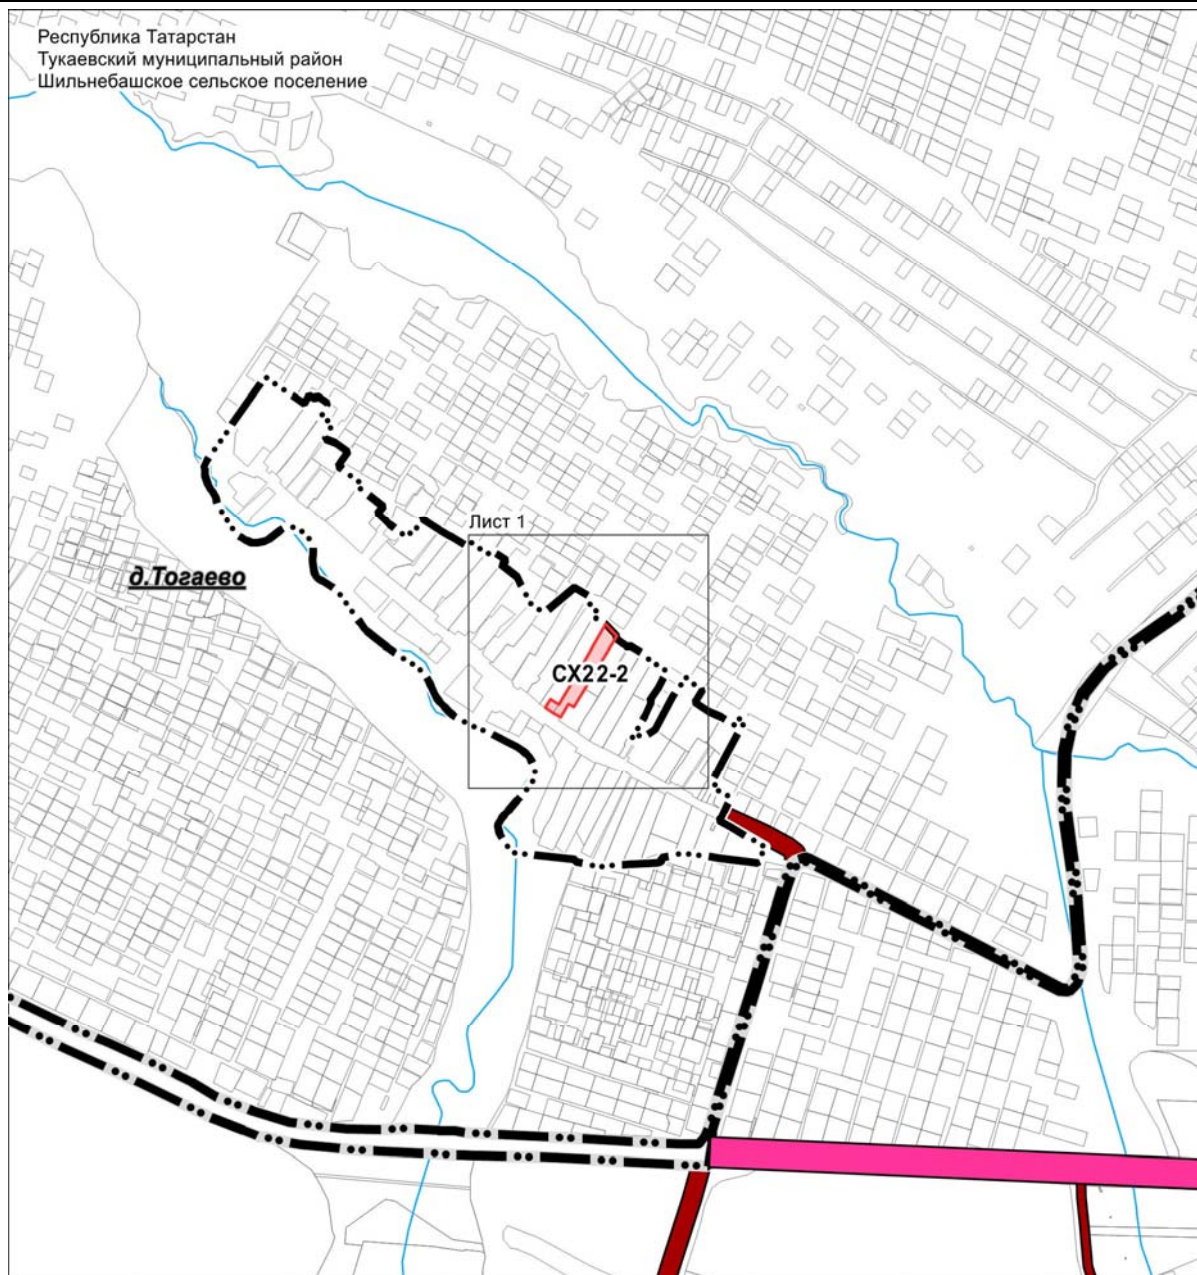 Республика Татарстан
Тукаевский муниципальный район
Шильнебашское сельское поселение
Лист 1
д.Тогаево
СХ22-2